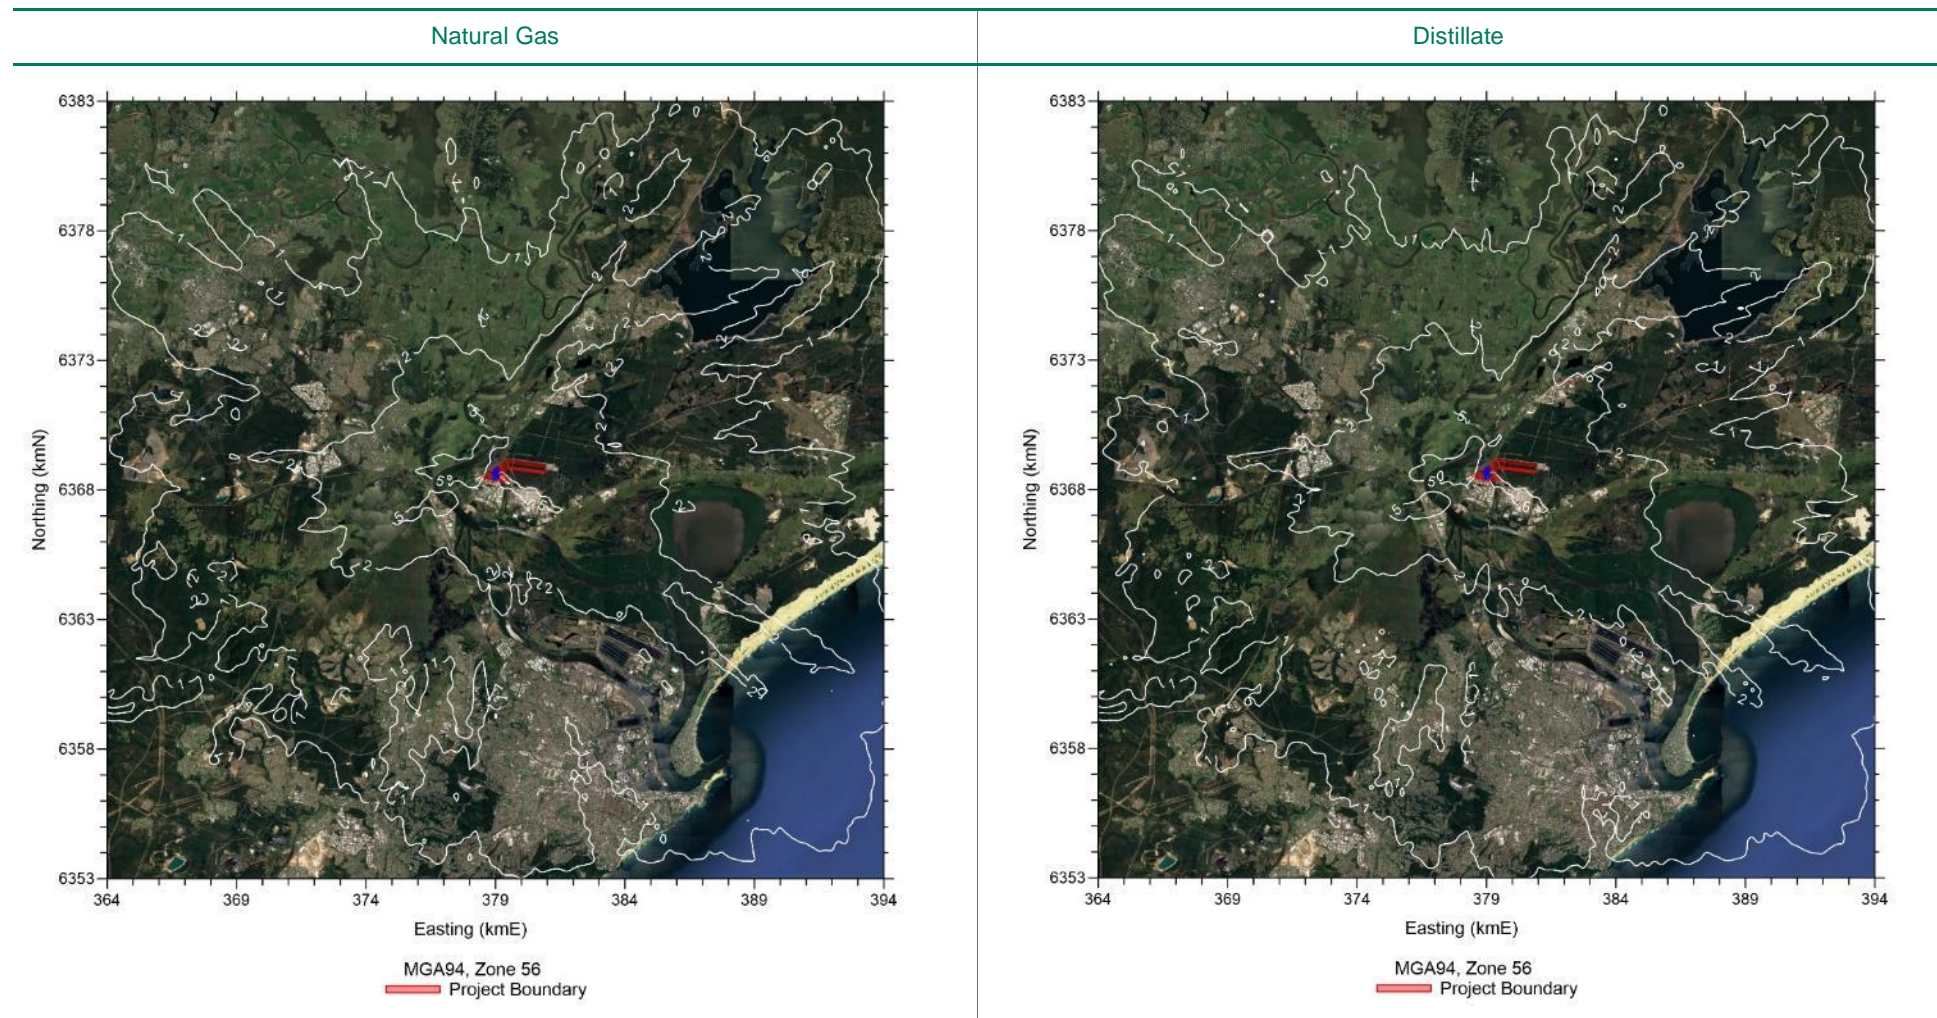 Natural Gas
Distillate
6383
6378
6373
6368
6363
6358
6353
364 369 374 379 384 389 394
Northing (kmN)
Easting (kmE)
MGA94, Zone 56
Project Boundary
6383
6378
6373
6368
6363
6358
6353
364 369 374 379 384 389 394
Northing (kmN)
Easting (kmE)
MGA94, Zone 56
Project Boundary